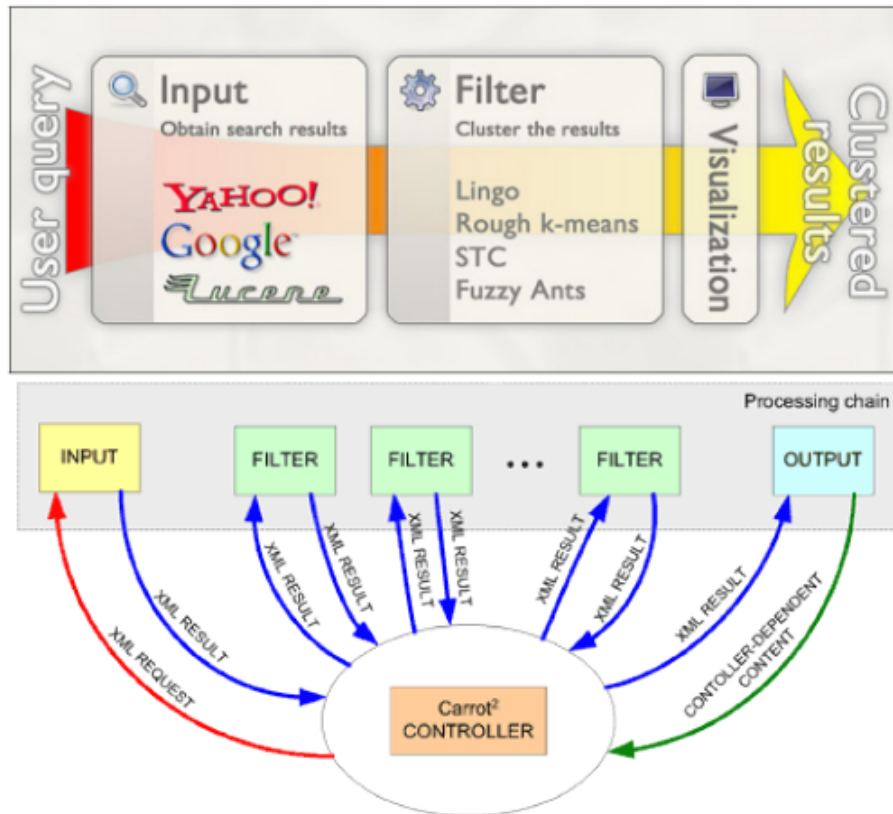 User query
Input
Obtain search results
YAHOO!
Google™
Lucene
Filter
Cluster the results
Lingo
Rough k-means
STC
Fuzzy Ants
Visualization
Clustered
results
Processing chain
INPUT
FILTER
FILTER
...
FILTER
OUTPUT
XML REQUEST
XML RESULT
XML RESULT
XML RESULT
XML RESULT
XML RESULT
XML RESULT
XML RESULT
XML RESULT
CONTOLLER-DEPENDENT
CONTENT
Carrot²
CONTROLLER